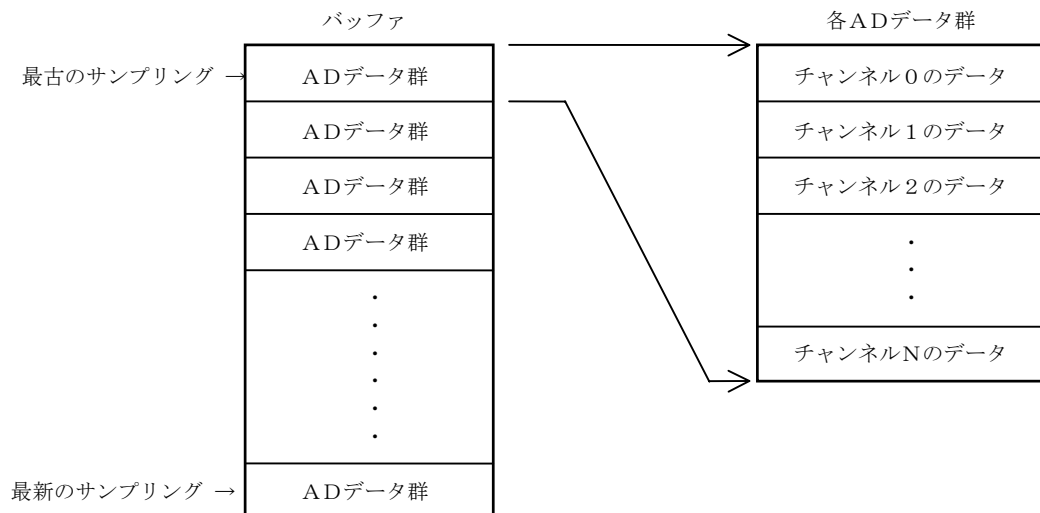 バッファ
各ADデータ群
最古のサンプリング →
ADデータ群
チャンネル0のデータ
ADデータ群
チャンネル1のデータ
ADデータ群
チャンネル2のデータ
ADデータ群
・
・
・
・
・
・
・
・
・
チャンネルNのデータ
最新のサンプリング →
ADデータ群